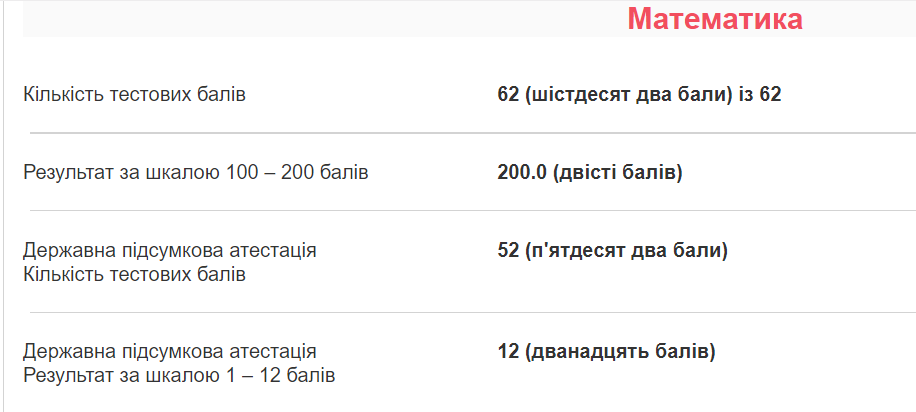 Математика
Кількість тестових балів
62 (шістдесят два бали) із 62
Результат за шкалою 100 – 200 балів
200.0 (двісті балів)
Державна підсумкова атестація
Кількість тестових балів
52 (п'ятдесят два бали)
Державна підсумкова атестація
Результат за шкалою 1 – 12 балів
12 (дванадцять балів)